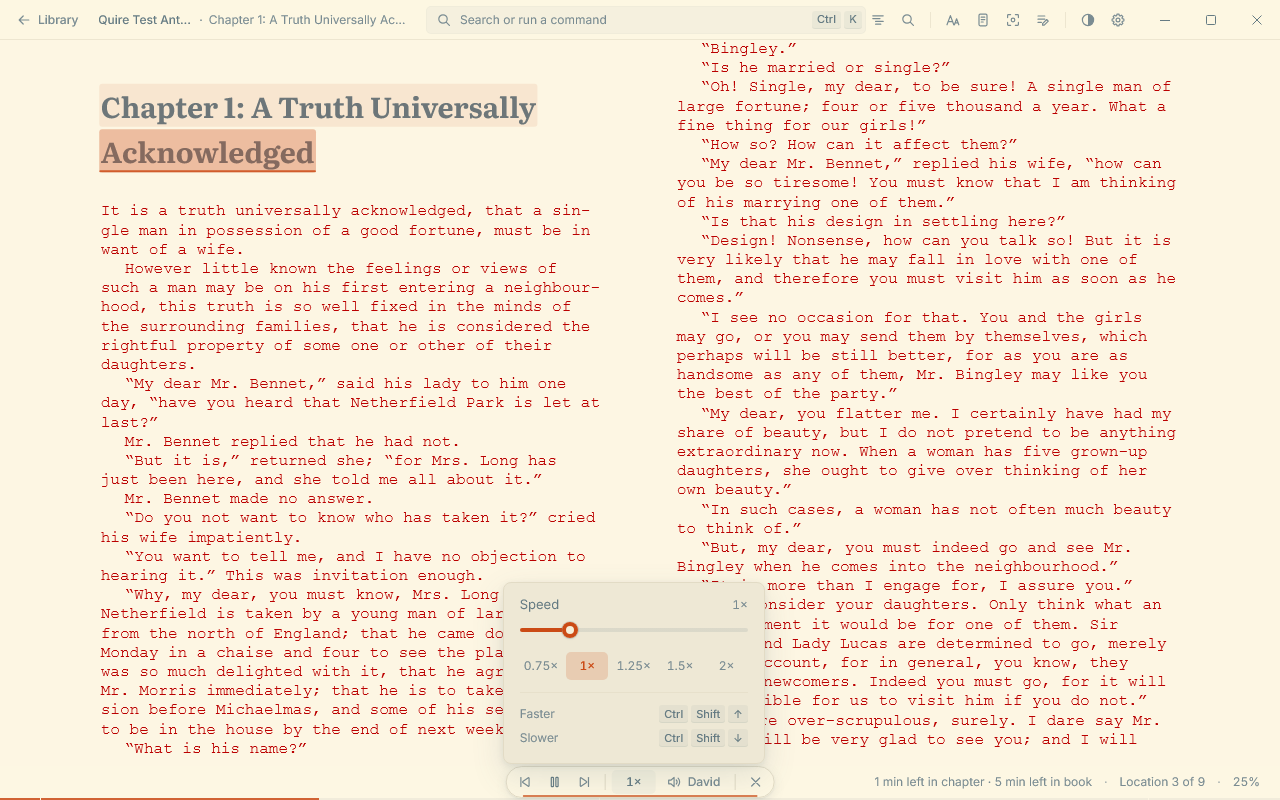 Library
Quire Test Ant... · Chapter 1: A Truth Universally Ac...
Search or run a command
Ctrl K
Chapter 1: A Truth Universally
Acknowledged
It is a truth universally acknowledged, that a sin-
gle man in possession of a good fortune, must be in
want of a wife.
However little known the feelings or views of
such a man may be on his first entering a neighbour-
hood, this truth is so well fixed in the minds of
the surrounding families, that he is considered the
rightful property of some one or other of their
daughters.
“My dear Mr. Bennet,” said his lady to him one
day, “have you heard that Netherfield Park is let at
last?”
Mr. Bennet replied that he had not.
“But it is,” returned she; “for Mrs. Long has
just been here, and she told me all about it.”
Mr. Bennet made no answer.
“Do you not want to know who has taken it?” cried
his wife impatiently.
“You want to tell me, and I have no objection to
hearing it.” This was invitation enough.
“Why, my dear, you must know, Mrs. Long
Netherfield is taken by a young man of lar
from the north of England; that he came do
Monday in a chaise and four to see the pla
was so much delighted with it, that he agr
Mr. Morris immediately; that he is to take
sion before Michaelmas, and some of his se
to be in the house by the end of next week
“What is his name?”
“Bingley.”
“Is he married or single?”
“Oh! Single, my dear, to be sure! A single man of
large fortune; four or five thousand a year. What a
fine thing for our girls!”
“How so? How can it affect them?”
“My dear Mr. Bennet,” replied his wife, “how can
you be so tiresome! You must know that I am thinking
of his marrying one of them.”
“Is that his design in settling here?”
“Design! Nonsense, how can you talk so! But it is
very likely that he may fall in love with one of
them, and therefore you must visit him as soon as he
comes.”
“I see no occasion for that. You and the girls
may go, or you may send them by themselves, which
perhaps will be still better, for as you are as
handsome as any of them, Mr. Bingley may like you
the best of the party.”
“My dear, you flatter me. I certainly have had my
share of beauty, but I do not pretend to be anything
extraordinary now. When a woman has five grown-up
daughters, she ought to give over thinking of her
own beauty.”
“In such cases, a woman has not often much beauty
to think of.”
“But, my dear, you must indeed go and see Mr.
Bingley when he comes into the neighbourhood.”
more than I engage for, I assure you.”
onsider your daughters. Only think what an
ment it would be for one of them. Sir
nd Lady Lucas are determined to go, merely
ccount, for in general, you know, they
newcomers. Indeed you must go, for it will
ible for us to visit him if you do not.”
re over-scrupulous, surely. I dare say Mr.
ill be very glad to see you; and I will
Speed 1×
0.75× 1× 1.25× 1.5× 2×
Faster Ctrl Shift ↑
Slower Ctrl Shift ↓
1× David
1 min left in chapter · 5 min left in book · Location 3 of 9 · 25%